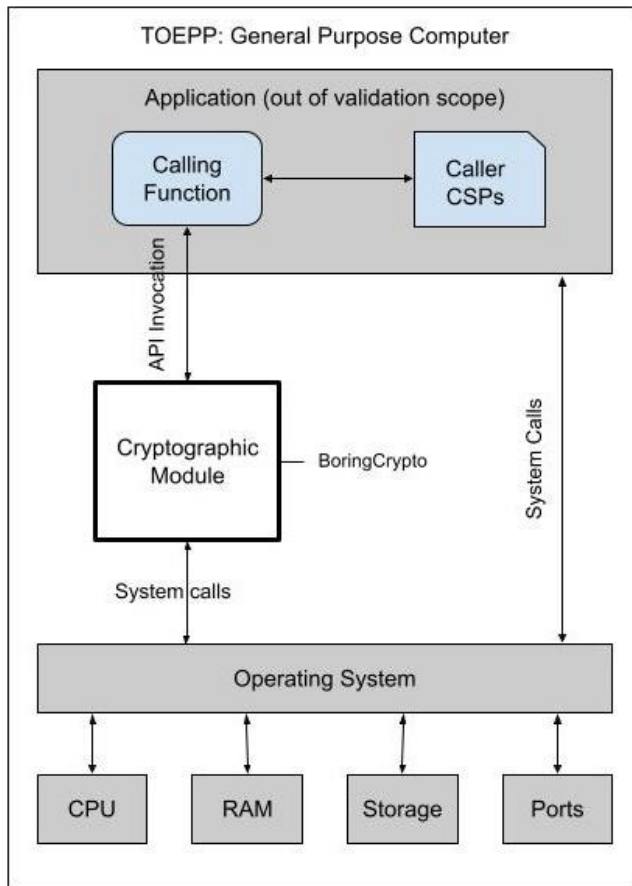 TOEPP: General Purpose Computer
Application (out of validation scope)
Calling
Function
Caller
CSPs
API Invocation
Cryptographic
Module
BoringCrypto
System Calls
System calls
Operating System
CPU
RAM
Storage
Ports